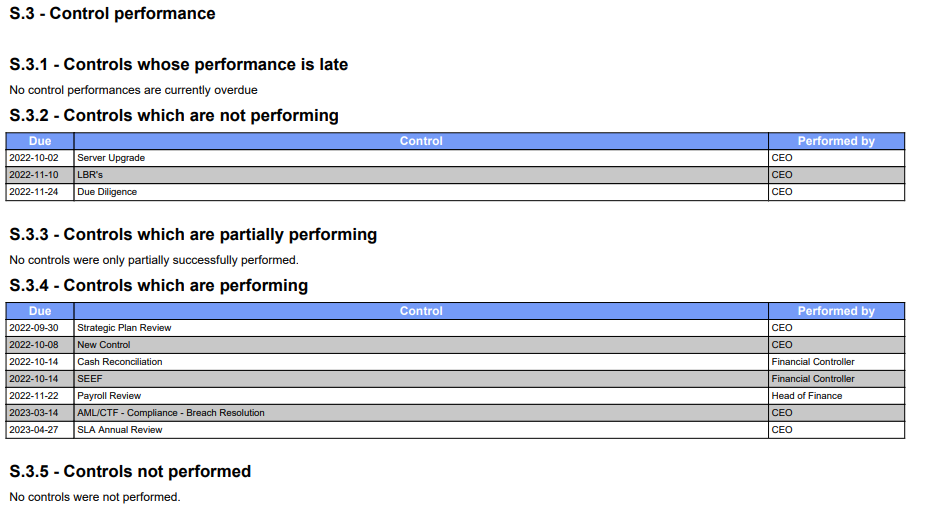 S.3 - Control performance
S.3.1 - Controls whose performance is late
No control performances are currently overdue
S.3.2 - Controls which are not performing
Due Control Performed by
2022-10-02 Server Upgrade CEO
2022-11-10 LBR's CEO
2022-11-24 Due Diligence CEO
S.3.3 - Controls which are partially performing
No controls were only partially successfully performed.
S.3.4 - Controls which are performing
Due Control Performed by
2022-09-30 Strategic Plan Review CEO
2022-10-08 New Control CEO
2022-10-14 Cash Reconciliation Financial Controller
2022-10-14 SEEF Financial Controller
2022-11-22 Payroll Review Head of Finance
2023-03-14 AML/CTF - Compliance - Breach Resolution CEO
2023-04-27 SLA Annual Review CEO
S.3.5 - Controls not performed
No controls were not performed.